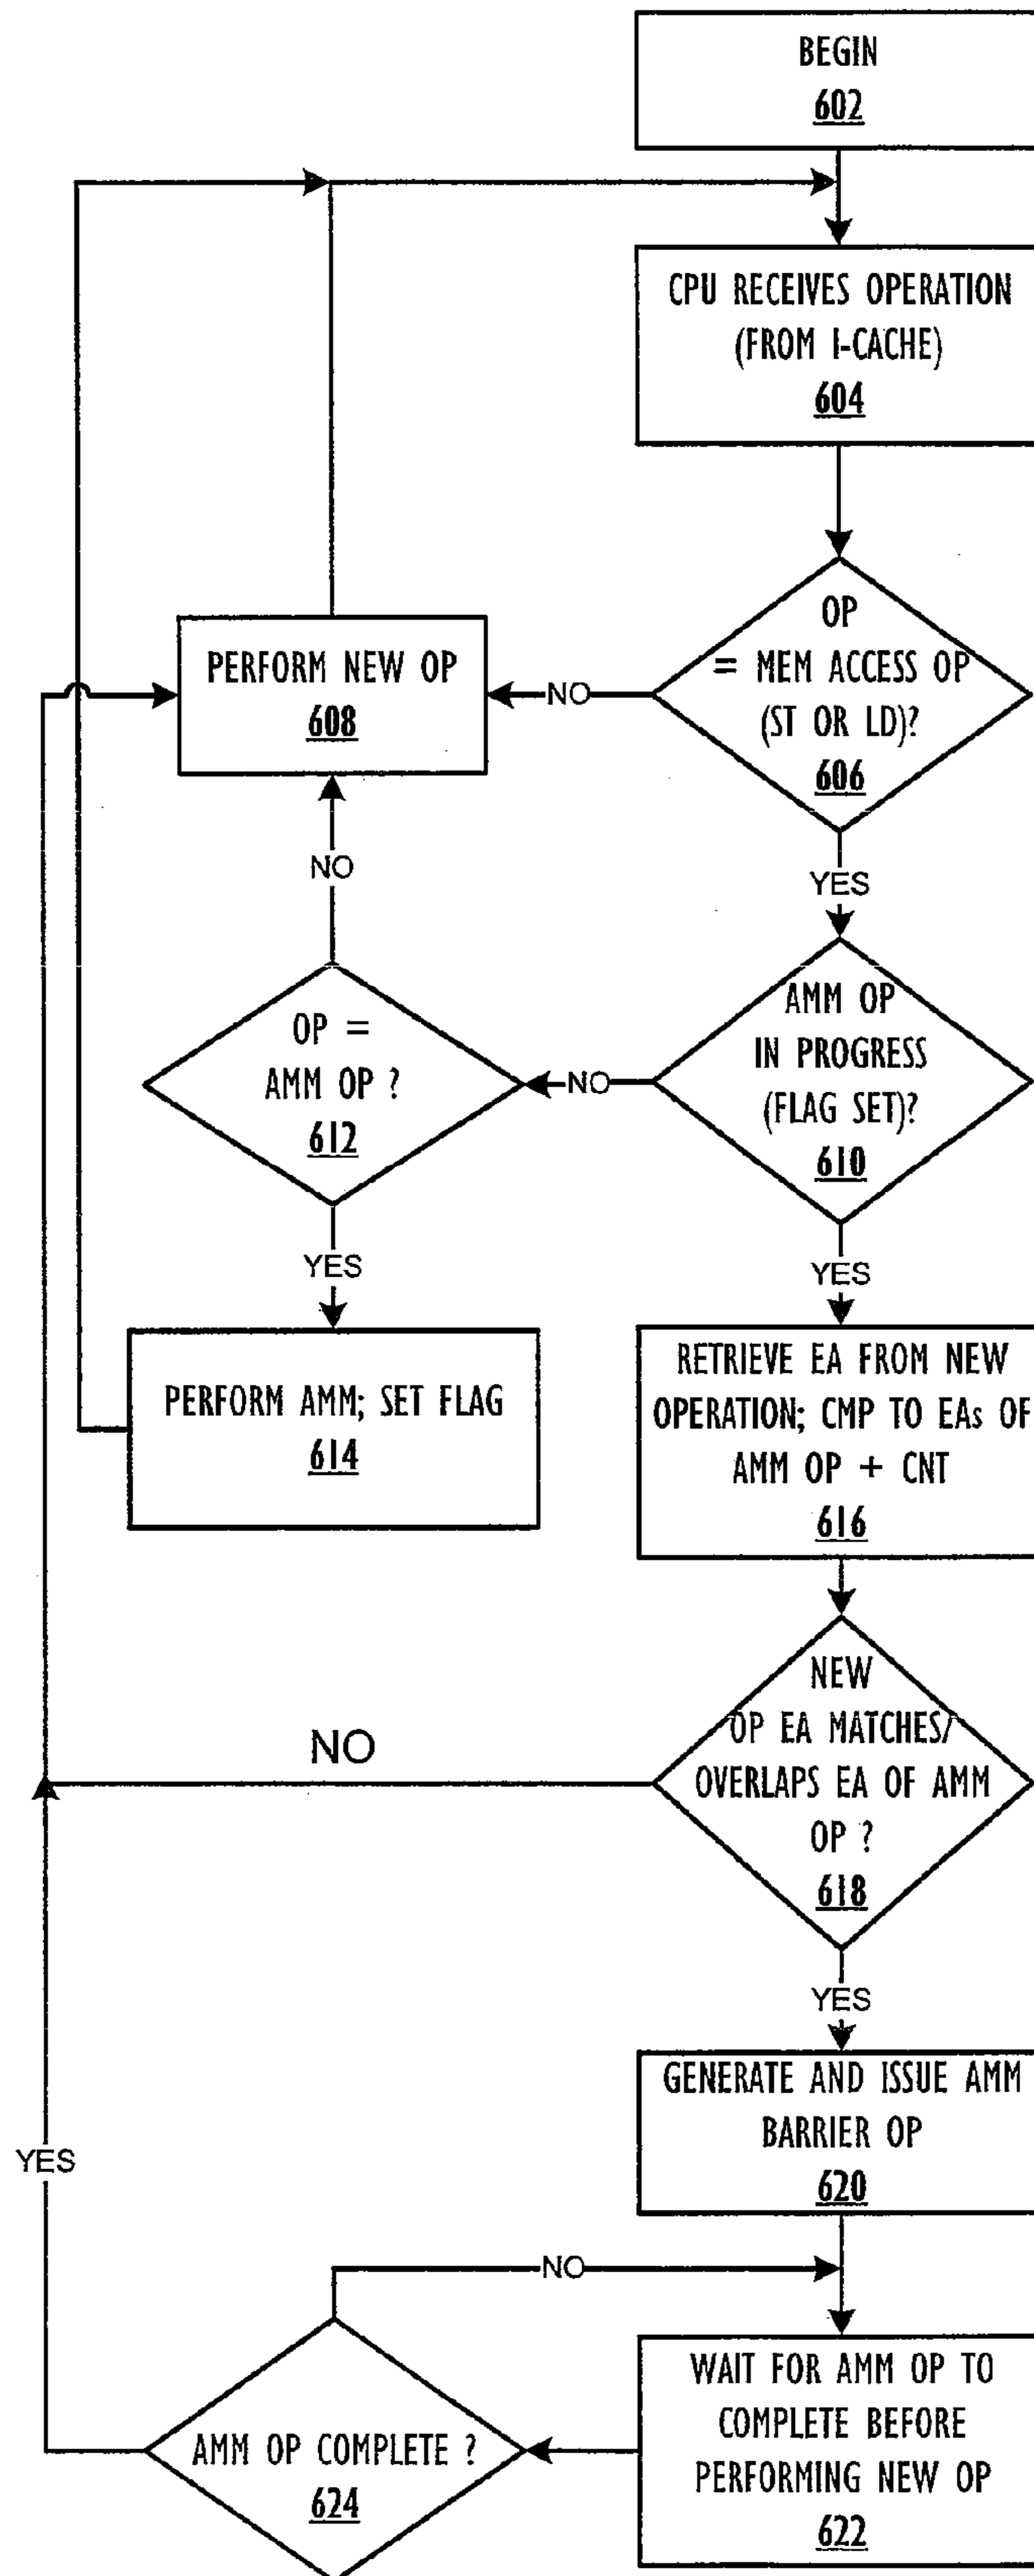 BEGIN
602
CPU RECEIVES OPERATION
(FROM I-CACHE)
604
OP
= MEM ACCESS OP
(ST OR LD)?
606
NO
PERFORM NEW OP
608
YES
NO
AMM OP
IN PROGRESS
(FLAG SET)?
610
NO
OP =
AMM OP ?
612
YES
YES
PERFORM AMM; SET FLAG
614
RETRIEVE EA FROM NEW
OPERATION; CMP TO EAs OF
AMM OP + CNT
616
NEW
OP EA MATCHES/
OVERLAPS EA OF AMM
OP ?
618
NO
YES
GENERATE AND ISSUE AMM
BARRIER OP
620
YES
NO
WAIT FOR AMM OP TO
COMPLETE BEFORE
PERFORMING NEW OP
622
AMM OP COMPLETE ?
624